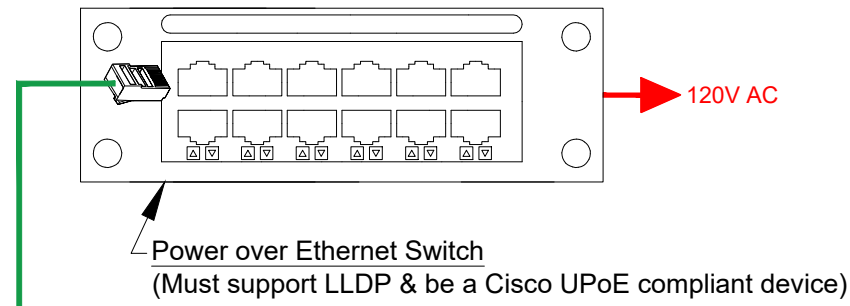 120V AC
Power over Ethernet Switch
(Must support LLDP & be a Cisco UPoE compliant device)